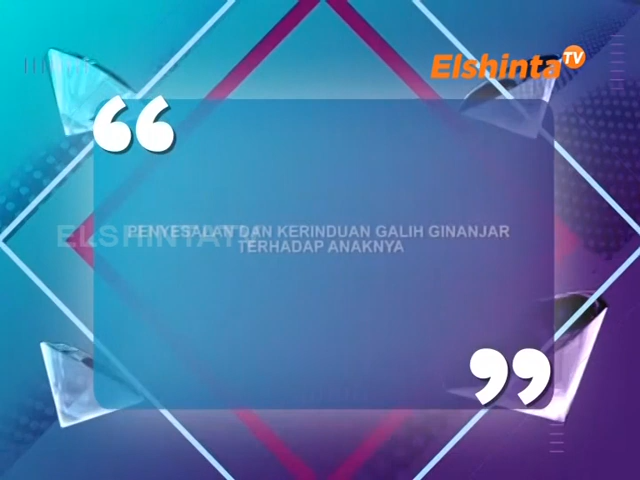 Elshinta TV
PENYESALAN DAN KERINDUAN GALIH GINANJAR
TERHADAP ANAKNYA